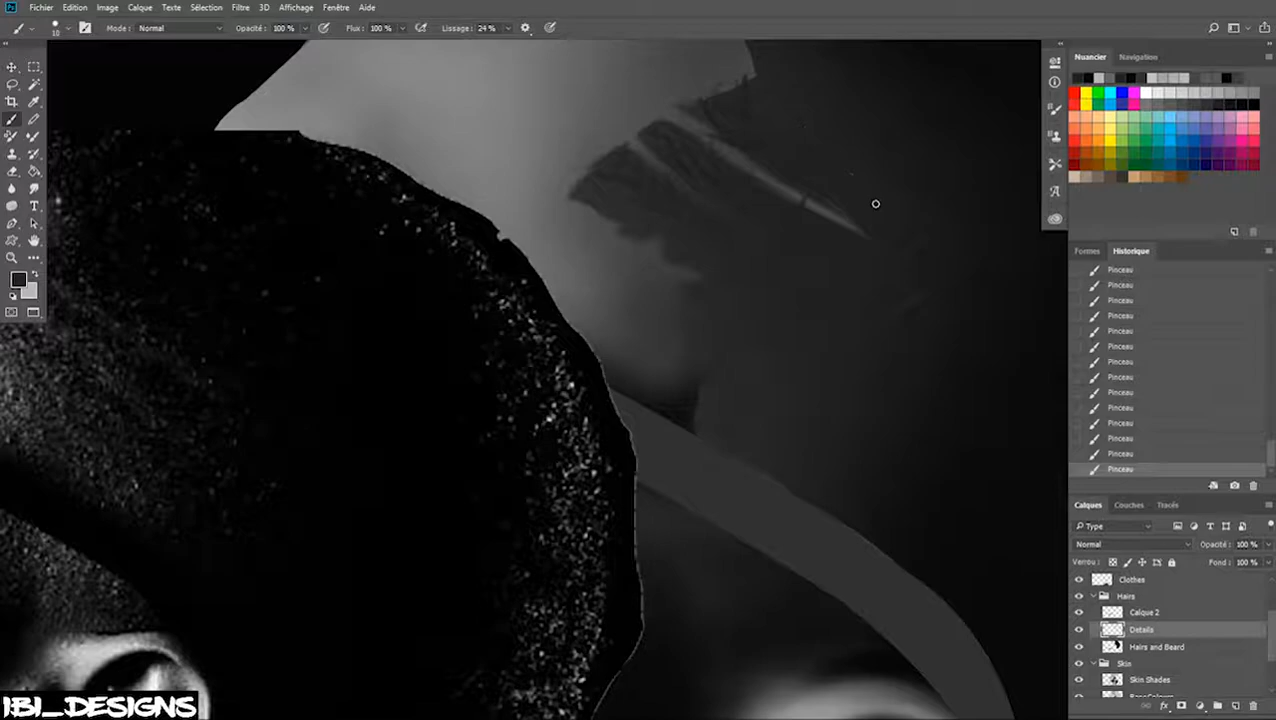 Fichier Edition Image Calque Texte Sélection Filtre 3D Affichage Fenêtre Aide
10 Mode : Normal Opacité : 100 % Flux : 100 % Lissage : 24 %
Nuancier Navigation
Formes Historique
Pinceau
Pinceau
Pinceau
Pinceau
Pinceau
Pinceau
Pinceau
Pinceau
Pinceau
Pinceau
Pinceau
Pinceau
Pinceau
Pinceau
Calques Couches Tracés
Type
Normal Opacité : 100 %
Verrou : Fond : 100 %
Clothes
Hairs
Calque 2
Details
Hairs and Beard
Skin
Skin Shades
IBI_DESIGNS